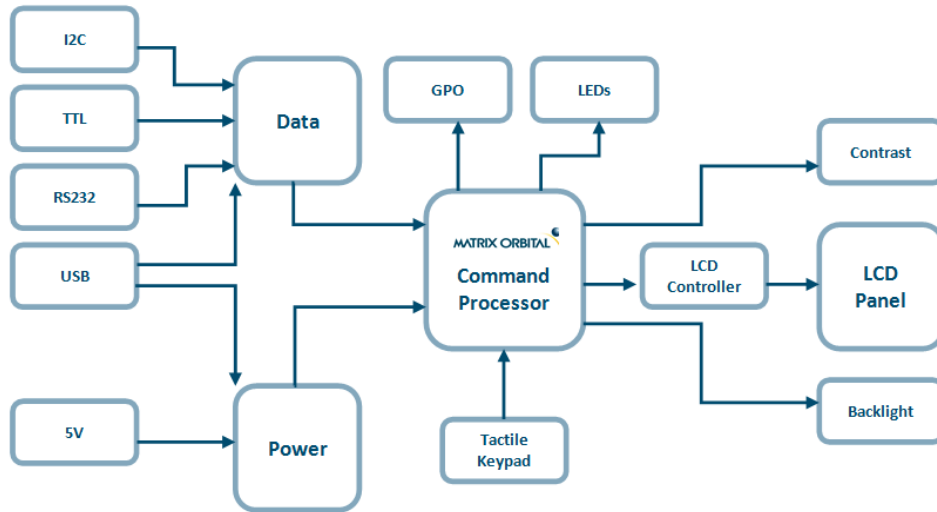 I2C
TTL
RS232
USB
5V
Data
Power
GPO
LEDs
MATRIX ORBITAL
Command
Processor
Tactile
Keypad
Contrast
LCD
Controller
LCD
Panel
Backlight